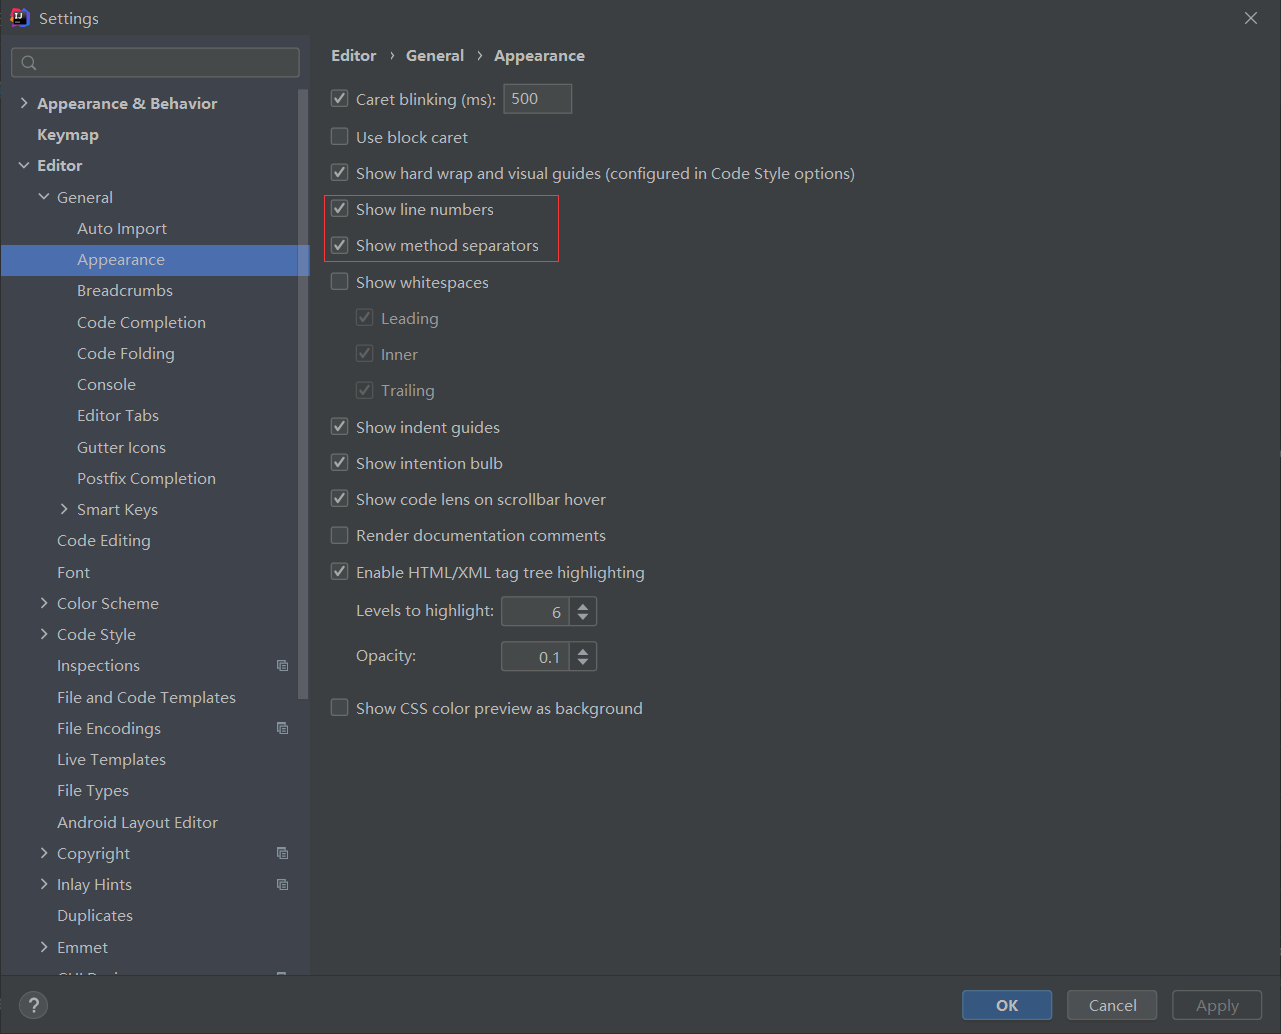 Settings
Appearance & Behavior
Keymap
Editor
General
Auto Import
Appearance
Breadcrumbs
Code Completion
Code Folding
Console
Editor Tabs
Gutter Icons
Postfix Completion
Smart Keys
Code Editing
Font
Color Scheme
Code Style
Inspections
File and Code Templates
File Encodings
Live Templates
File Types
Android Layout Editor
Copyright
Inlay Hints
Duplicates
Emmet
Editor › General › Appearance
Caret blinking (ms): 500
Use block caret
Show hard wrap and visual guides (configured in Code Style options)
Show line numbers
Show method separators
Show whitespaces
Leading
Inner
Trailing
Show indent guides
Show intention bulb
Show code lens on scrollbar hover
Render documentation comments
Enable HTML/XML tag tree highlighting
Levels to highlight: 6
Opacity: 0.1
Show CSS color preview as background
?
OK Cancel Apply